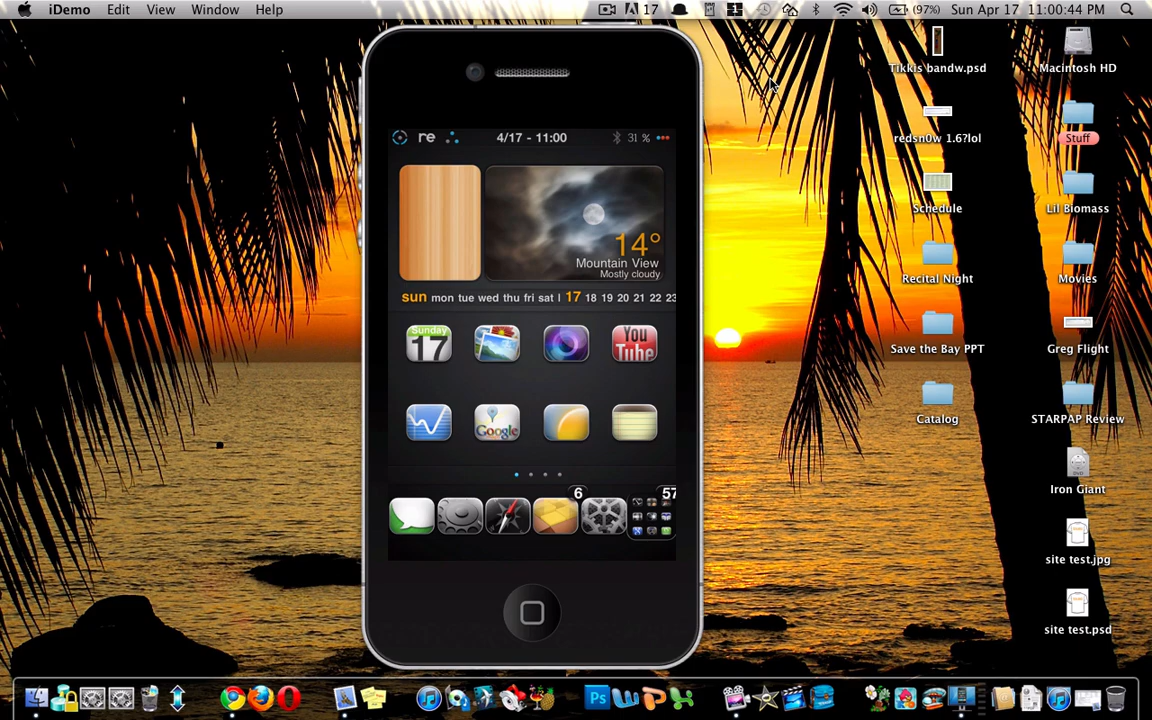 iDemo Edit View Window Help 17 1 (97%) Sun Apr 17 11:00:44 PM
Tikkis bandw.psd
Macintosh HD
redsn0w 1.6?lol
Stuff
Schedule
Lil Biomass
Recital Night
Movies
Save the Bay PPT
Greg Flight
Catalog
STARPAP Review
Iron Giant
site test.jpg
site test.psd
re 4/17 - 11:00 31 %
14°
Mountain View
Mostly cloudy
sun mon tue wed thu fri sat | 17 18 19 20 21 22 23
Sunday
17
You
Tube
Google
6
57
Ps